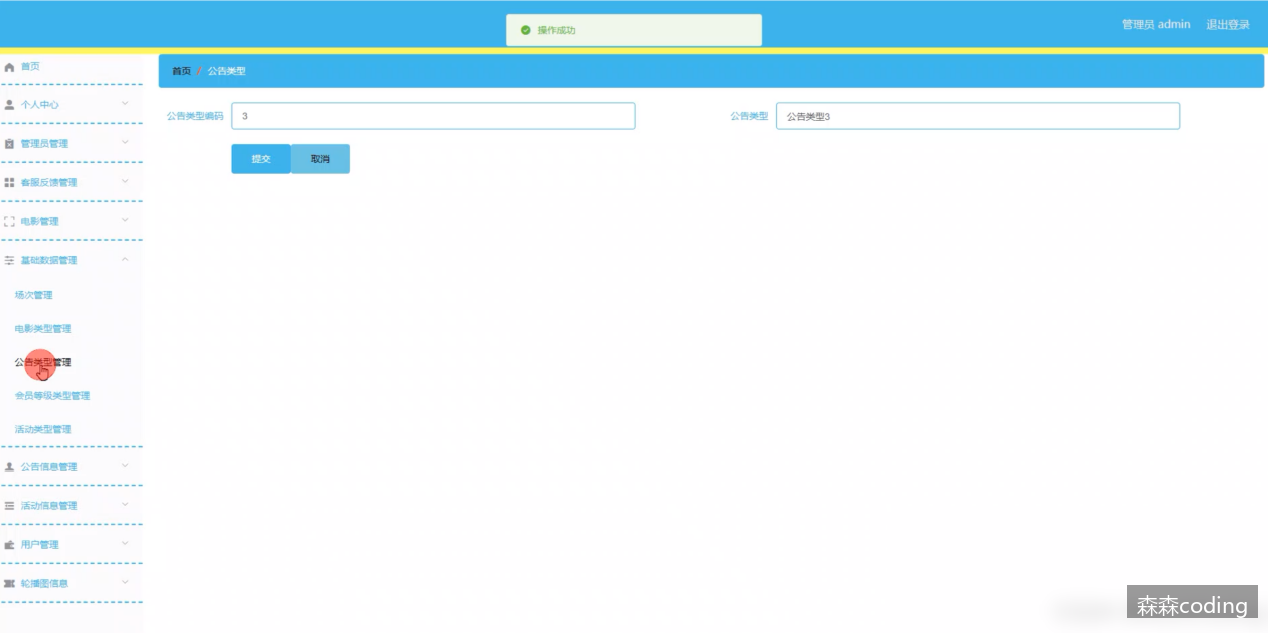 操作成功
管理员 admin 退出登录
首页
首页 / 公告类型
个人中心
公告类型编码 3 公告类型 公告类型3
管理员管理
提交 取消
客服反馈管理
电影管理
基础数据管理
场次管理
电影类型管理
公告类型管理
会员等级类型管理
活动类型管理
公告信息管理
活动信息管理
用户管理
轮播图信息
森森coding